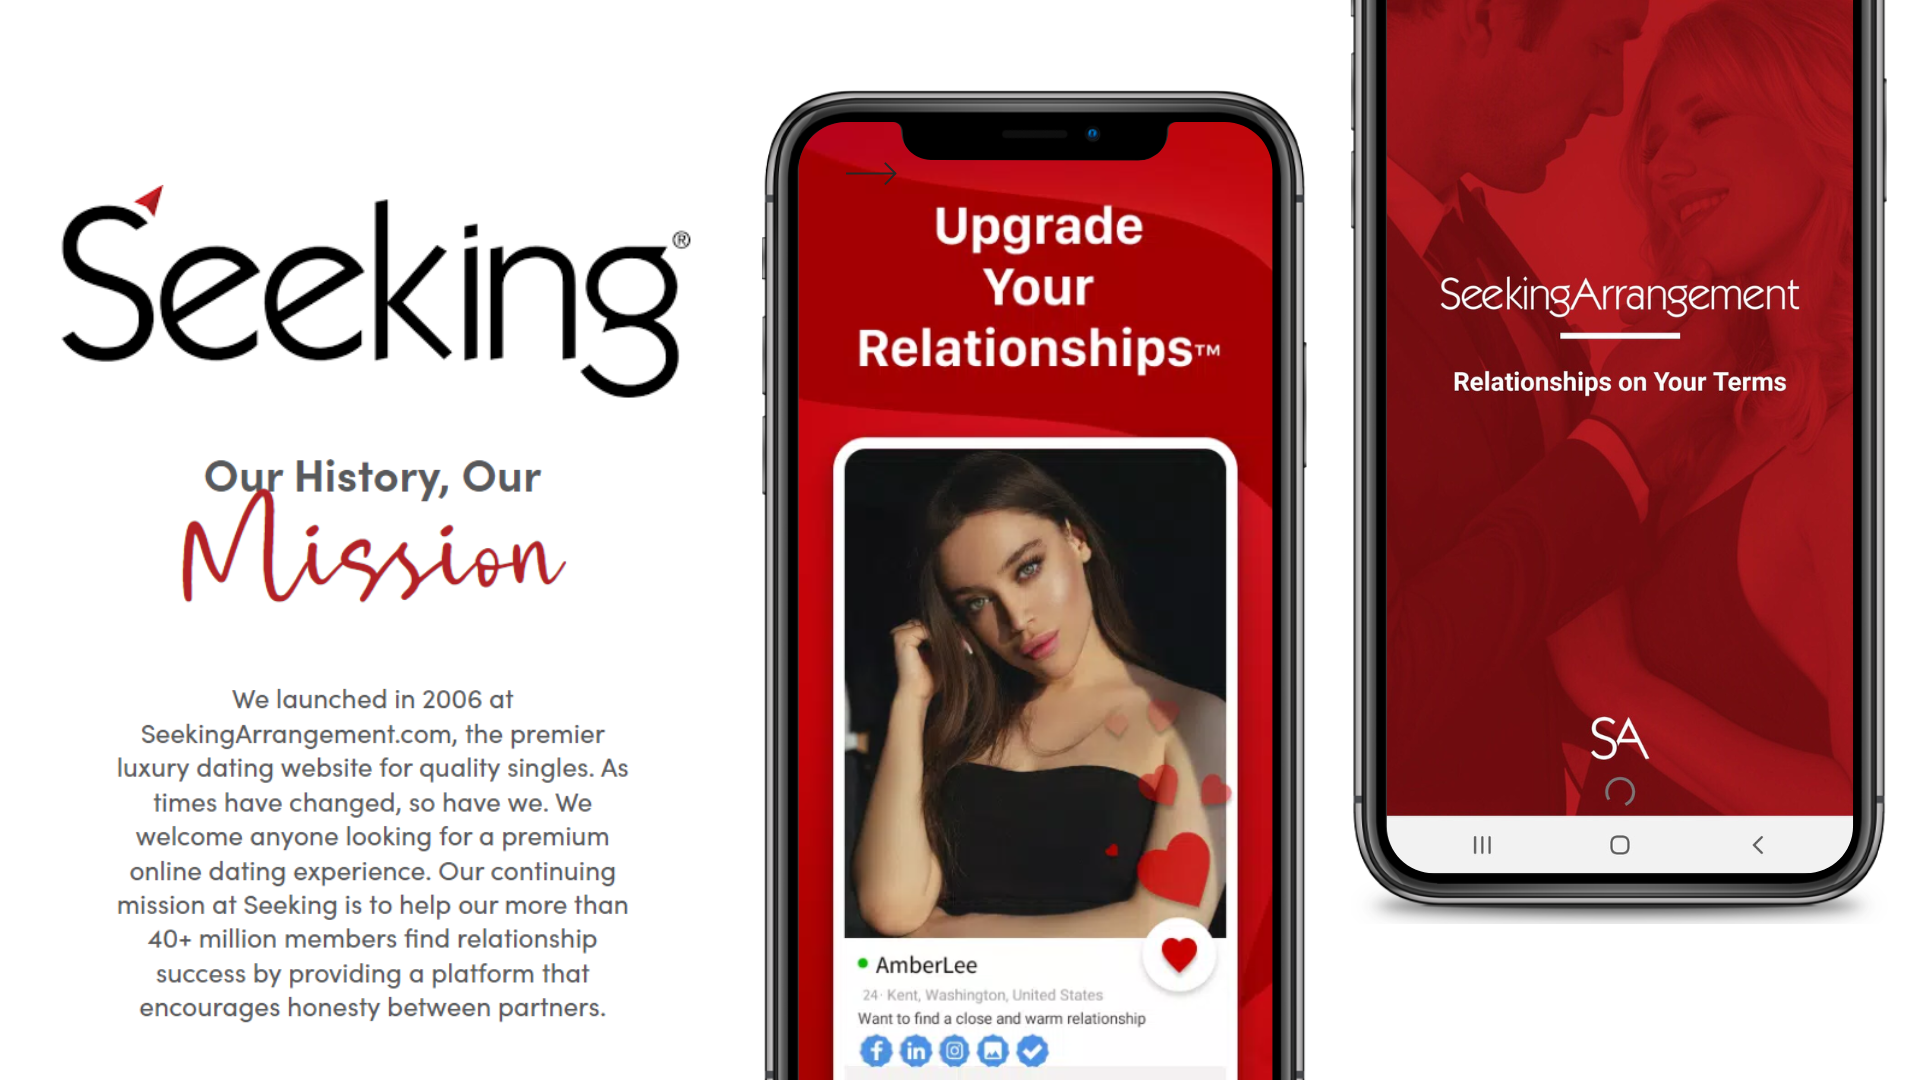 Seeking®
Our History, Our
Mission
We launched in 2006 at
SeekingArrangement.com, the premier
luxury dating website for quality singles. As
times have changed, so have we. We
welcome anyone looking for a premium
online dating experience. Our continuing
mission at Seeking is to help our more than
40+ million members find relationship
success by providing a platform that
encourages honesty between partners.
Upgrade
Your
Relationships™
AmberLee
24· Kent, Washington, United States
Want to find a close and warm relationship
f in
SeekingArrangement
Relationships on Your Terms
SA